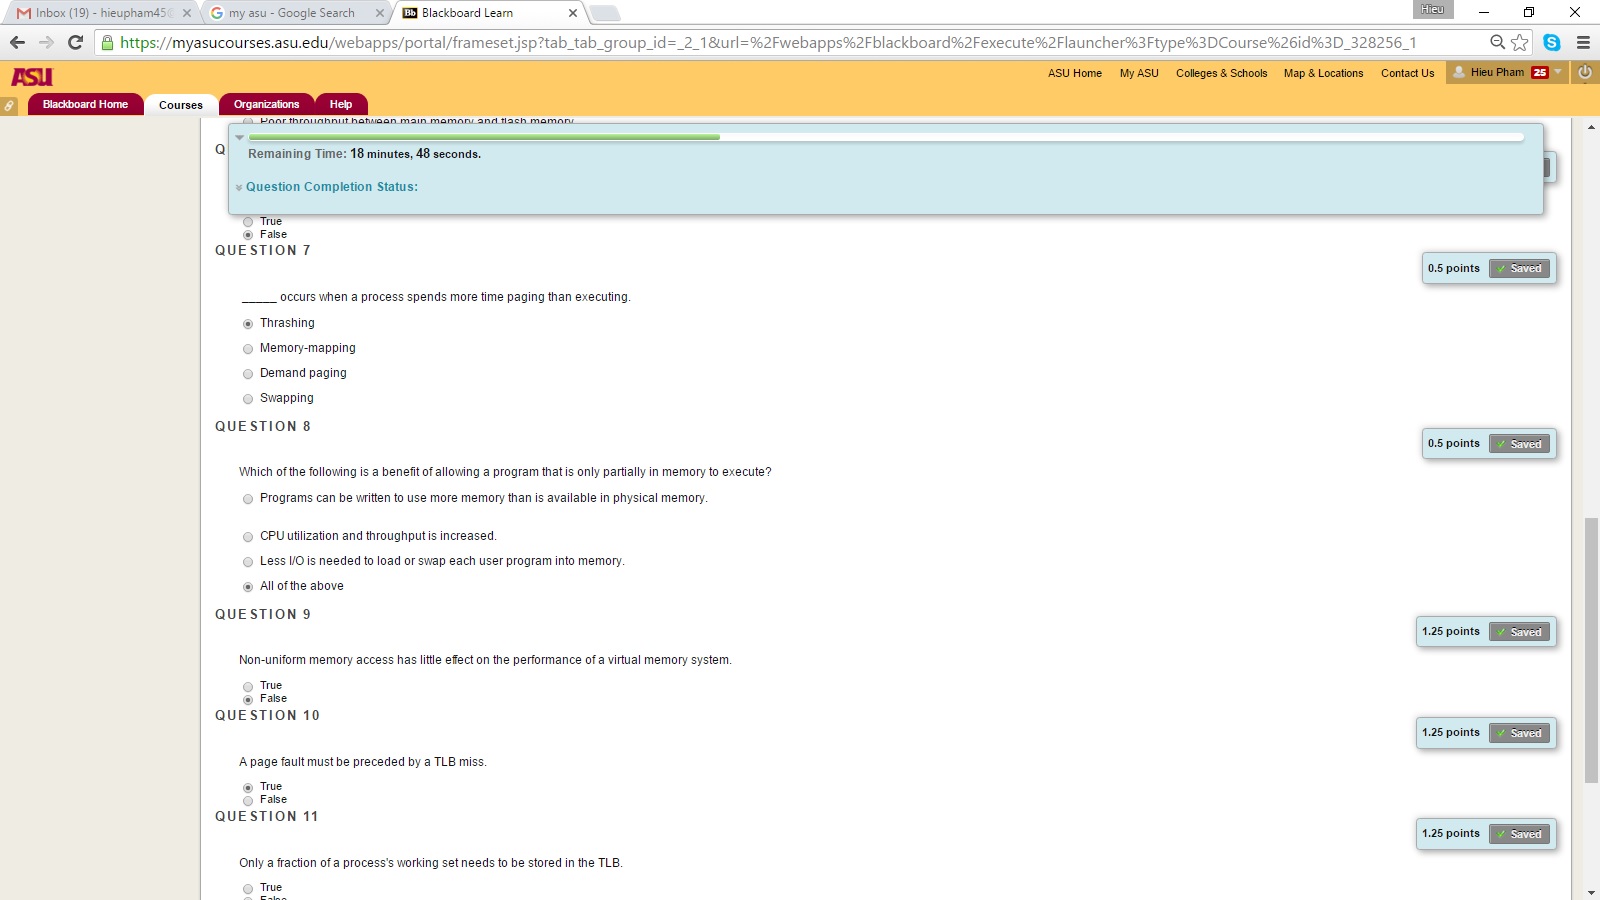 Inbox (19) - hieupham45
my asu - Google Search
Blackboard Learn
Hieu
https://myasucourses.asu.edu/webapps/portal/frameset.jsp?tab_tab_group_id=_2_1&url=%2Fwebapps%2Fblackboard%2Fexecute%2Flauncher%3Ftype%3DCourse%26id%3D_328256_1
ASU
ASU Home
My ASU
Colleges & Schools
Map & Locations
Contact Us
Hieu Pham 25
Blackboard Home
Courses
Organizations
Help
Poor throughput between main memory and flash memory
Q
Remaining Time: 18 minutes, 48 seconds.
Question Completion Status:
True
False
QUESTION 7
0.5 points
Saved
_____ occurs when a process spends more time paging than executing.
Thrashing
Memory-mapping
Demand paging
Swapping
QUESTION 8
0.5 points
Saved
Which of the following is a benefit of allowing a program that is only partially in memory to execute?
Programs can be written to use more memory than is available in physical memory.
CPU utilization and throughput is increased.
Less I/O is needed to load or swap each user program into memory.
All of the above
QUESTION 9
1.25 points
Saved
Non-uniform memory access has little effect on the performance of a virtual memory system.
True
False
QUESTION 10
1.25 points
Saved
A page fault must be preceded by a TLB miss.
True
False
QUESTION 11
1.25 points
Saved
Only a fraction of a process's working set needs to be stored in the TLB.
True
False